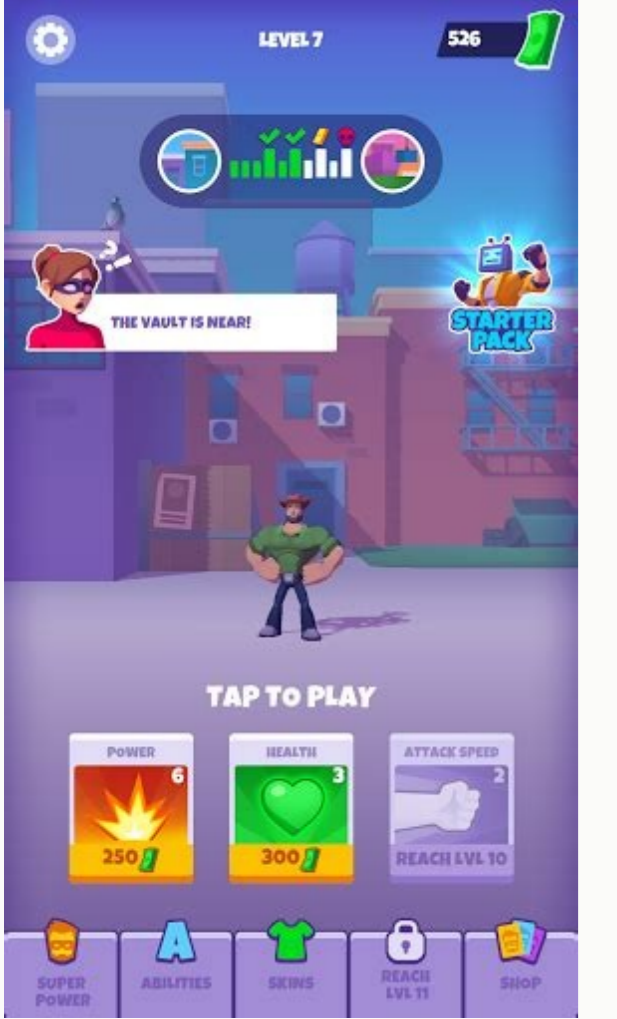 LEVEL 7
526
?!
THE VAULT IS NEAR!
STARTER
PACK
TAP TO PLAY
POWER
6
250
HEALTH
3
300
ATTACK SPEED
2
REACH LVL 10
SUPER
POWER
A
ABILITIES
SKINS
REACH
LVL 11
SHOP